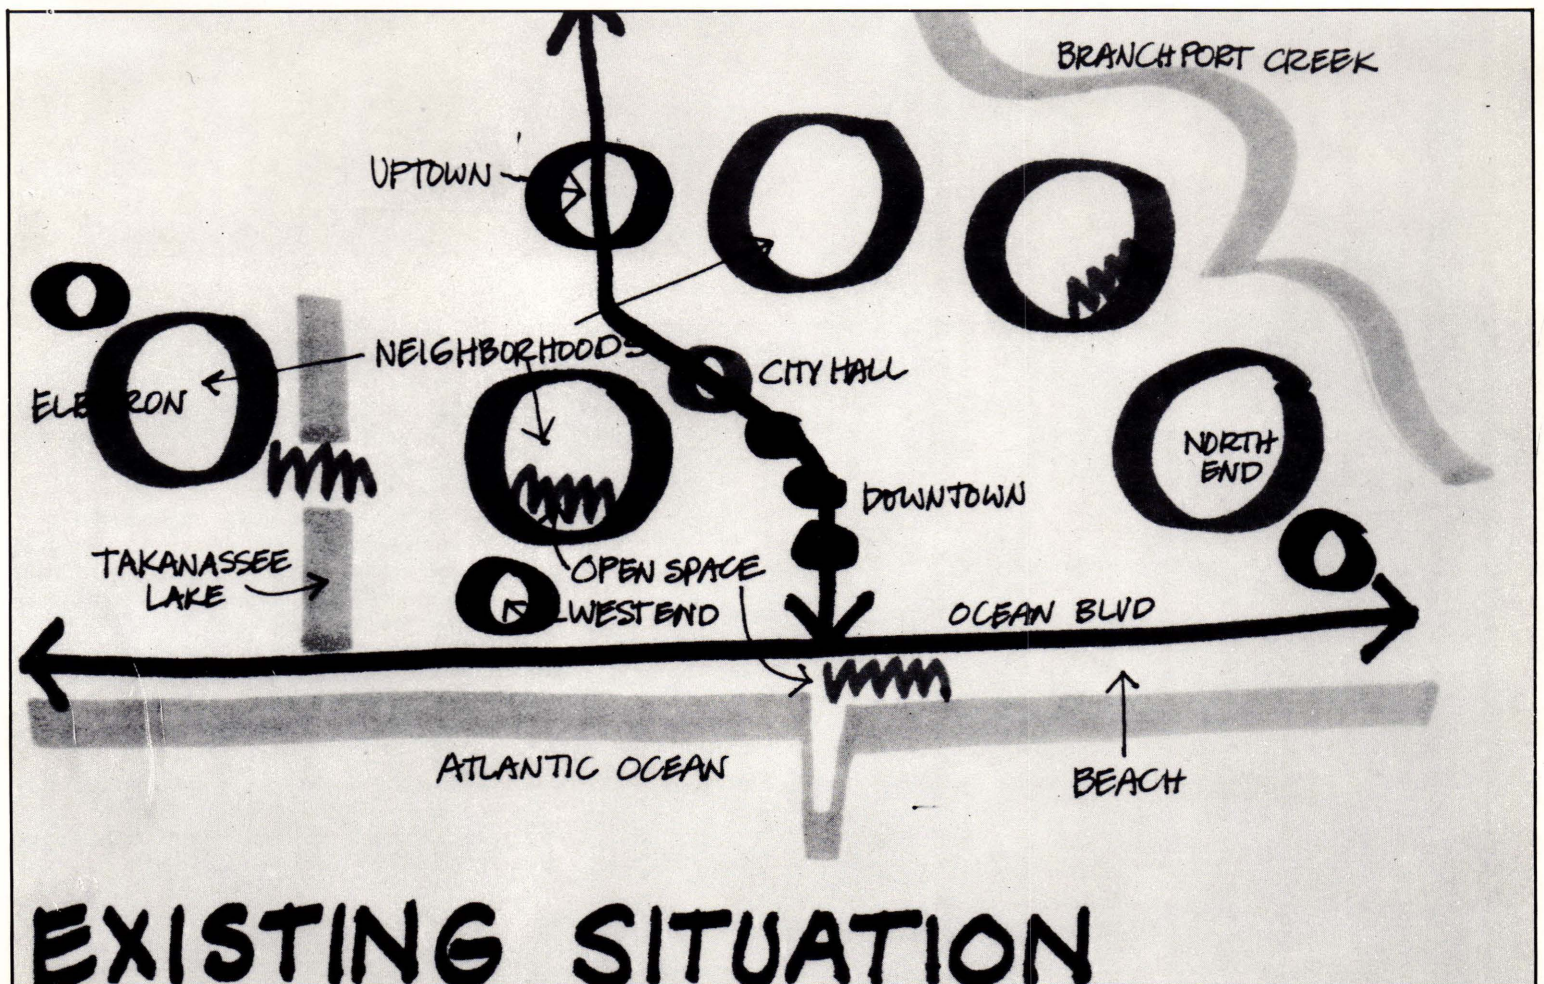 BRANCHPORT CREEK
UPTOWN
NEIGHBORHOODS
CITY HALL
ELBERON
NORTH
END
DOWNTOWN
TAKANASSEE
LAKE
OPEN SPACE
WEST END
OCEAN BLVD
ATLANTIC OCEAN
BEACH
EXISTING SITUATION